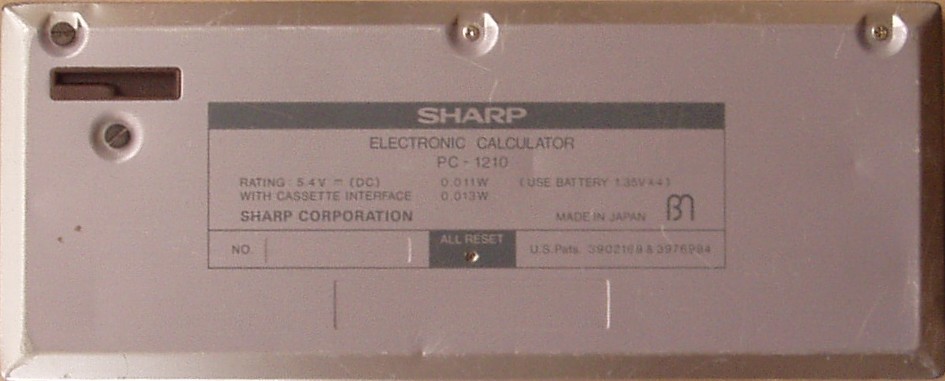 SHARP
ELECTRONIC CALCULATOR
PC-1210
RATING: 5.4V = (DC) 0.011W (USE BATTERY 1.35V×4)
WITH CASSETTE INTERFACE 0.013W
SHARP CORPORATION MADE IN JAPAN
NO. ALL RESET U.S.Pats. 3902169 & 3976984